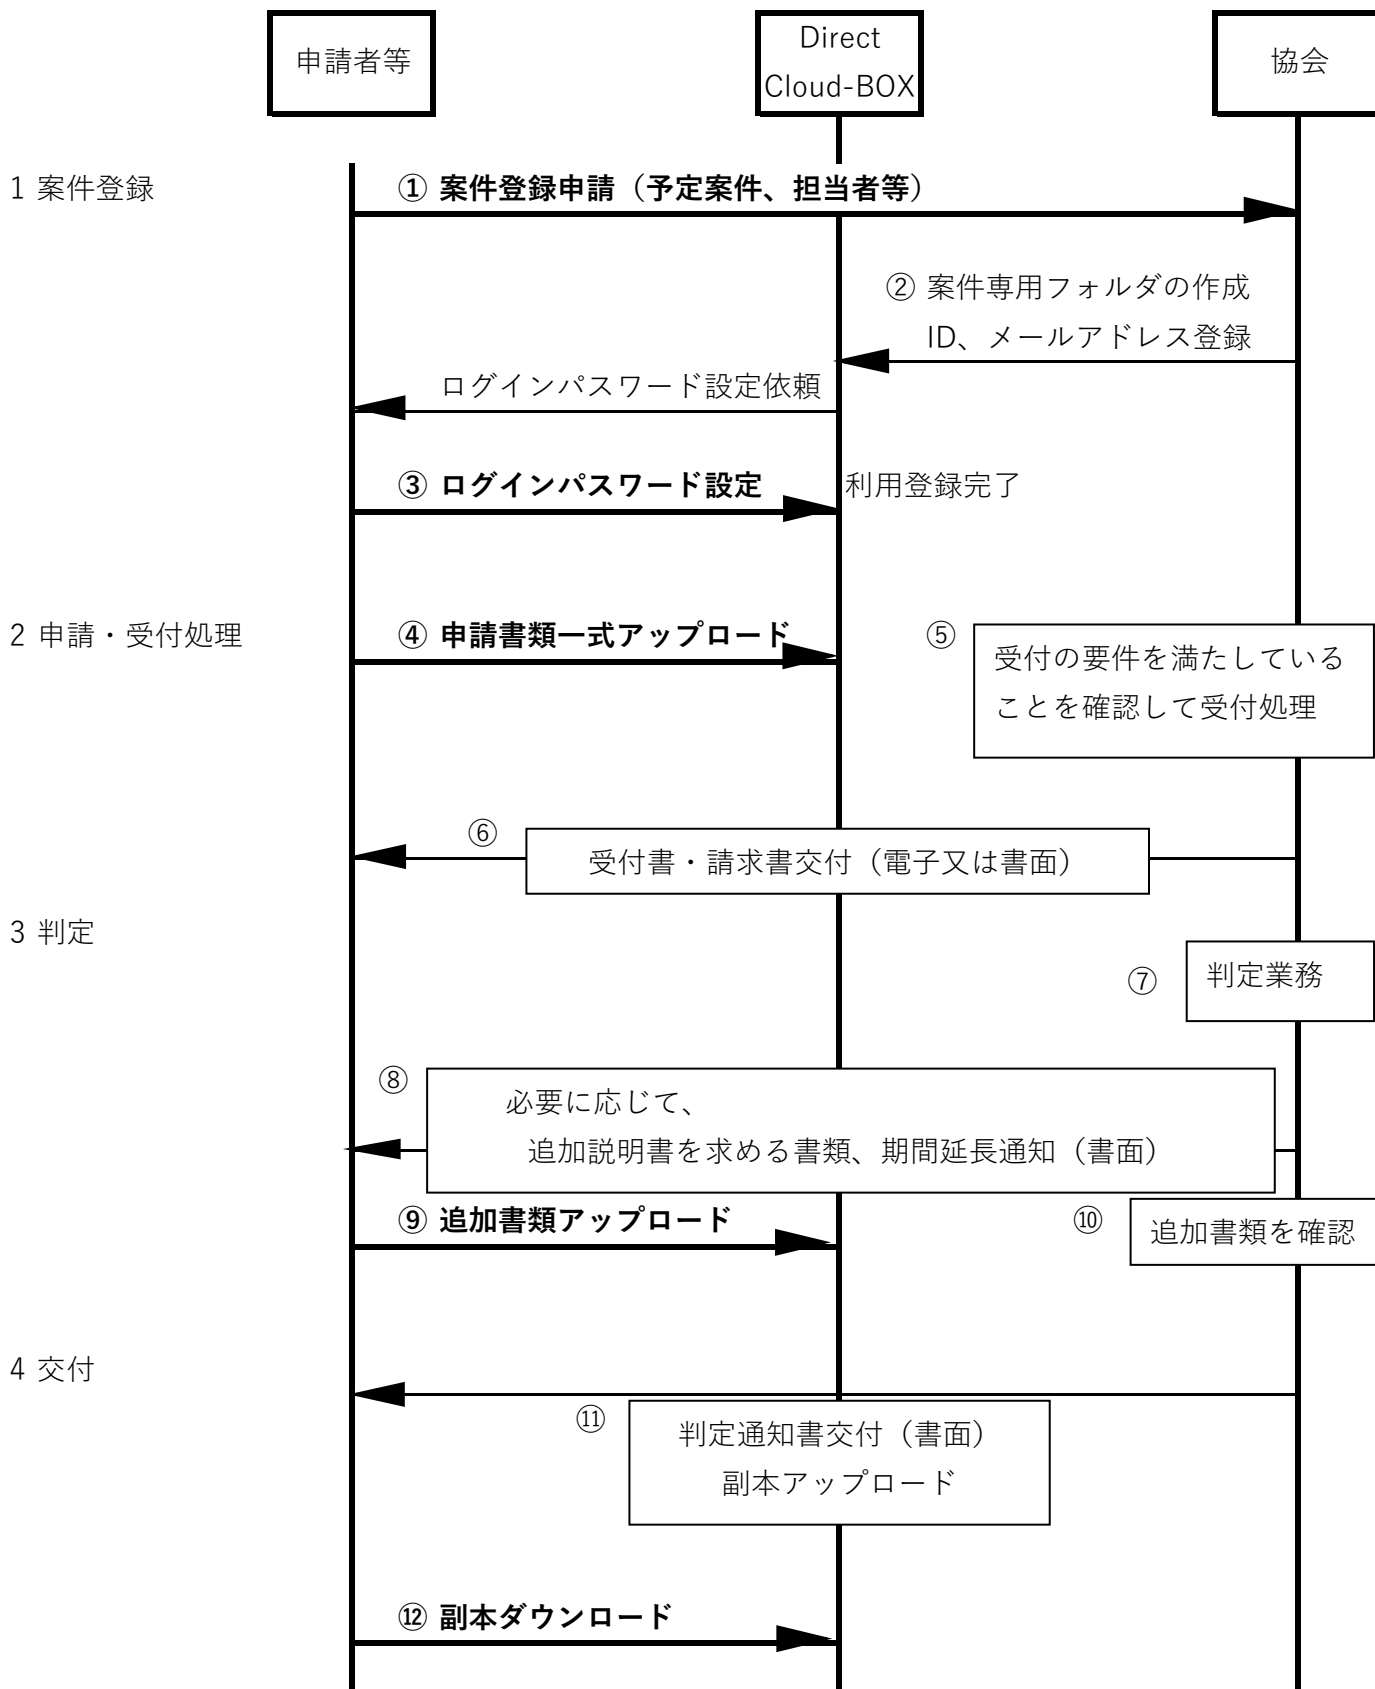 申請者等
Direct
Cloud-BOX
協会
1 案件登録
① 案件登録申請（予定案件、担当者等）
② 案件専用フォルダの作成
ID、メールアドレス登録
ログインパスワード設定依頼
③ ログインパスワード設定
利用登録完了
2 申請・受付処理
④ 申請書類一式アップロード
⑤
受付の要件を満たしている
ことを確認して受付処理
⑥
受付書・請求書交付（電子又は書面）
3 判定
⑦
判定業務
⑧
必要に応じて、
追加説明書を求める書類、期間延長通知（書面）
⑨ 追加書類アップロード
⑩
追加書類を確認
4 交付
⑪
判定通知書交付（書面）
副本アップロード
⑫ 副本ダウンロード